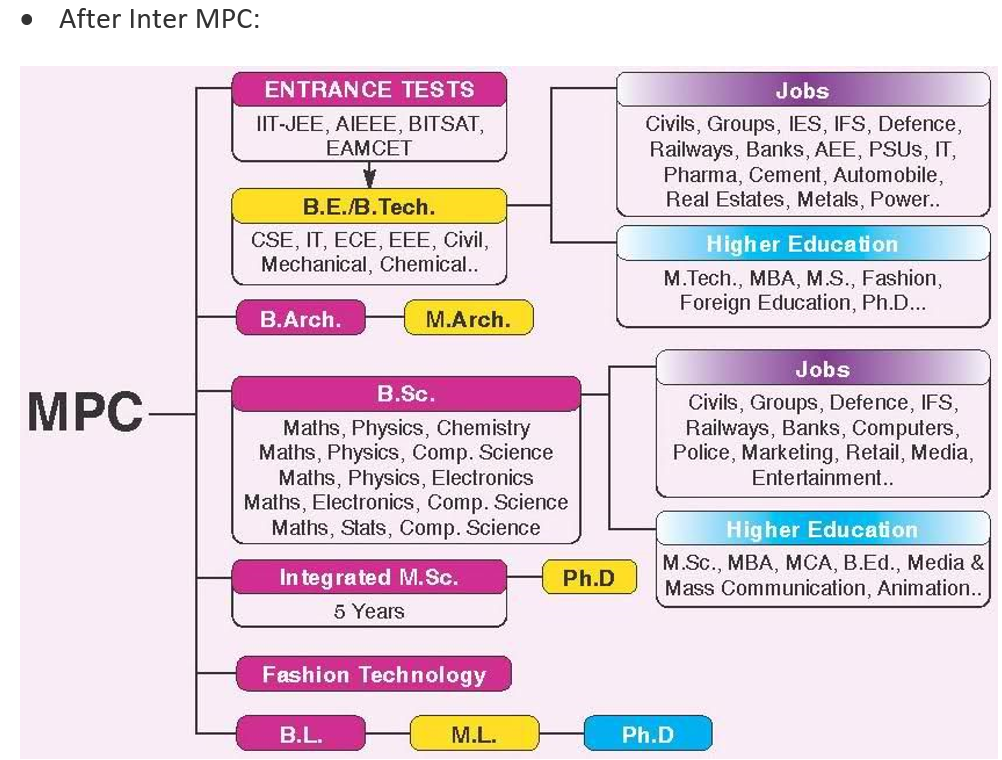 • After Inter MPC:
MPC
ENTRANCE TESTS
IIT-JEE, AIEEE, BITSAT,
EAMCET
B.E./B.Tech.
CSE, IT, ECE, EEE, Civil,
Mechanical, Chemical..
Jobs
Civils, Groups, IES, IFS, Defence,
Railways, Banks, AEE, PSUs, IT,
Pharma, Cement, Automobile,
Real Estates, Metals, Power..
Higher Education
M.Tech., MBA, M.S., Fashion,
Foreign Education, Ph.D...
B.Arch.
M.Arch.
B.Sc.
Maths, Physics, Chemistry
Maths, Physics, Comp. Science
Maths, Physics, Electronics
Maths, Electronics, Comp. Science
Maths, Stats, Comp. Science
Jobs
Civils, Groups, Defence, IFS,
Railways, Banks, Computers,
Police, Marketing, Retail, Media,
Entertainment..
Higher Education
M.Sc., MBA, MCA, B.Ed., Media &
Mass Communication, Animation..
Integrated M.Sc.
5 Years
Ph.D
Fashion Technology
B.L.
M.L.
Ph.D